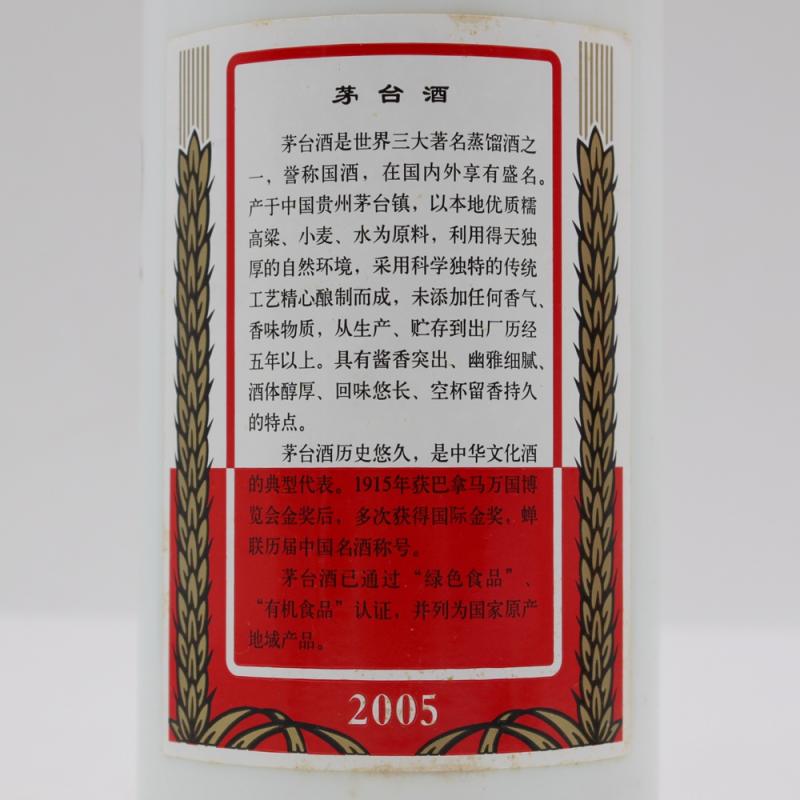 茅台酒
茅台酒是世界三大著名蒸馏酒之
一，誉称国酒，在国内外享有盛名。
产于中国贵州茅台镇，以本地优质糯
高粱、小麦、水为原料，利用得天独
厚的自然环境，采用科学独特的传统
工艺精心酿制而成，未添加任何香气、
香味物质，从生产、贮存到出厂历经
五年以上。具有酱香突出、幽雅细腻、
酒体醇厚、回味悠长、空杯留香持久
的特点。
茅台酒历史悠久，是中华文化酒
的典型代表。1915年获巴拿马万国博
览会金奖后，多次获得国际金奖，蝉
联历届中国名酒称号。
茅台酒已通过“绿色食品”、
“有机食品”认证，并列为国家原产
地域产品。
2005